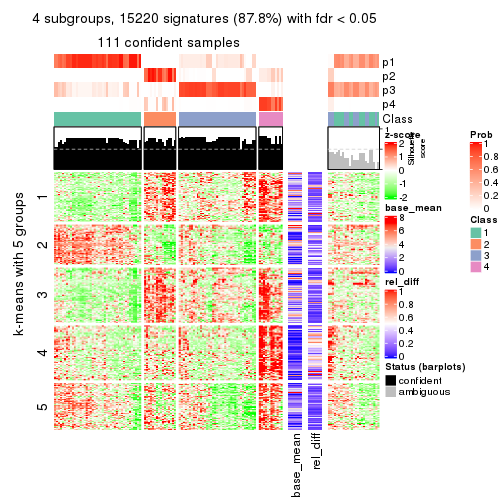 4 subgroups, 15220 signatures (87.8%) with fdr < 0.05
111 confident samples
p1
p2
p3
p4
Class
1
Silhouette
score
z-score
2
1
0
-1
-2
base_mean
8
6
4
2
0
rel_diff
1
0.8
0.6
0.4
0.2
0
Status (barplots)
confident
ambiguous
Prob
1
0.8
0.6
0.4
0.2
0
Class
1
2
3
4
k-means with 5 groups
1
2
3
4
5
base_mean
rel_diff